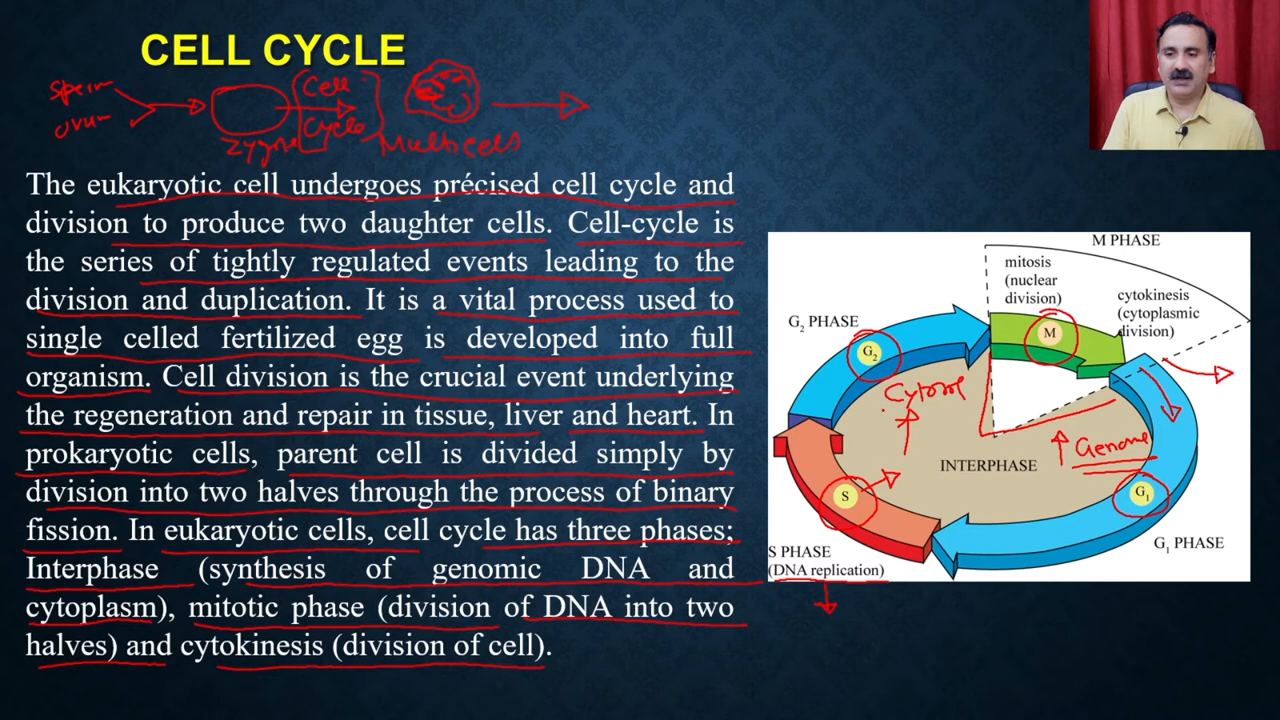 CELL CYCLE
Sperm
Ovum
Zygote
Cell
Cycle
Multicells
The eukaryotic cell undergoes précised cell cycle and
division to produce two daughter cells. Cell-cycle is
the series of tightly regulated events leading to the
division and duplication. It is a vital process used to
single celled fertilized egg is developed into full
organism. Cell division is the crucial event underlying
the regeneration and repair in tissue, liver and heart. In
prokaryotic cells, parent cell is divided simply by
division into two halves through the process of binary
fission. In eukaryotic cells, cell cycle has three phases;
Interphase (synthesis of genomic DNA and
cytoplasm), mitotic phase (division of DNA into two
halves) and cytokinesis (division of cell).
M PHASE
mitosis
(nuclear
division)
cytokinesis
(cytoplasmic
division)
G2 PHASE
G2
M
Cytosol
Genome
INTERPHASE
S
G1
G1 PHASE
S PHASE
(DNA replication)